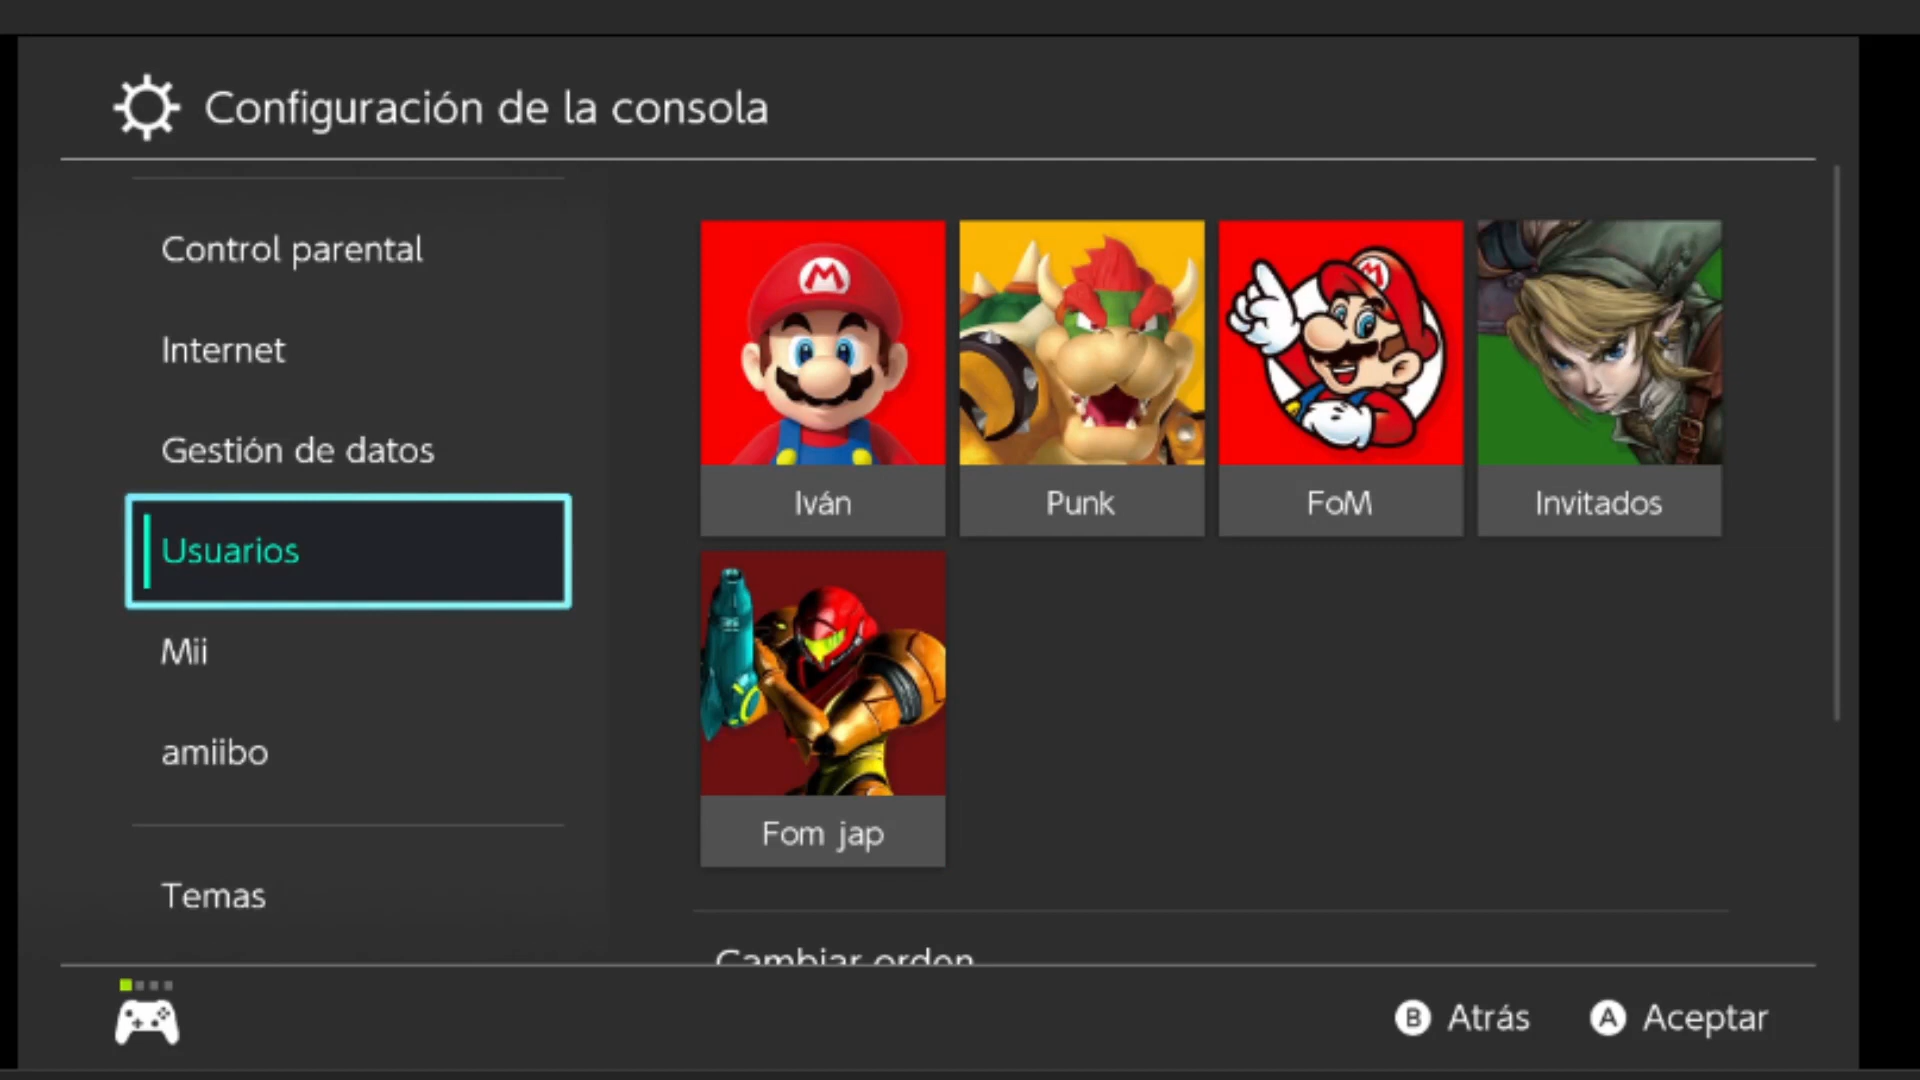 Configuración de la consola
Control parental
Internet
Gestión de datos
Usuarios
Mii
amiibo
Temas
Iván
Punk
FoM
Invitados
Fom jap
Cambiar orden
B Atrás
A Aceptar